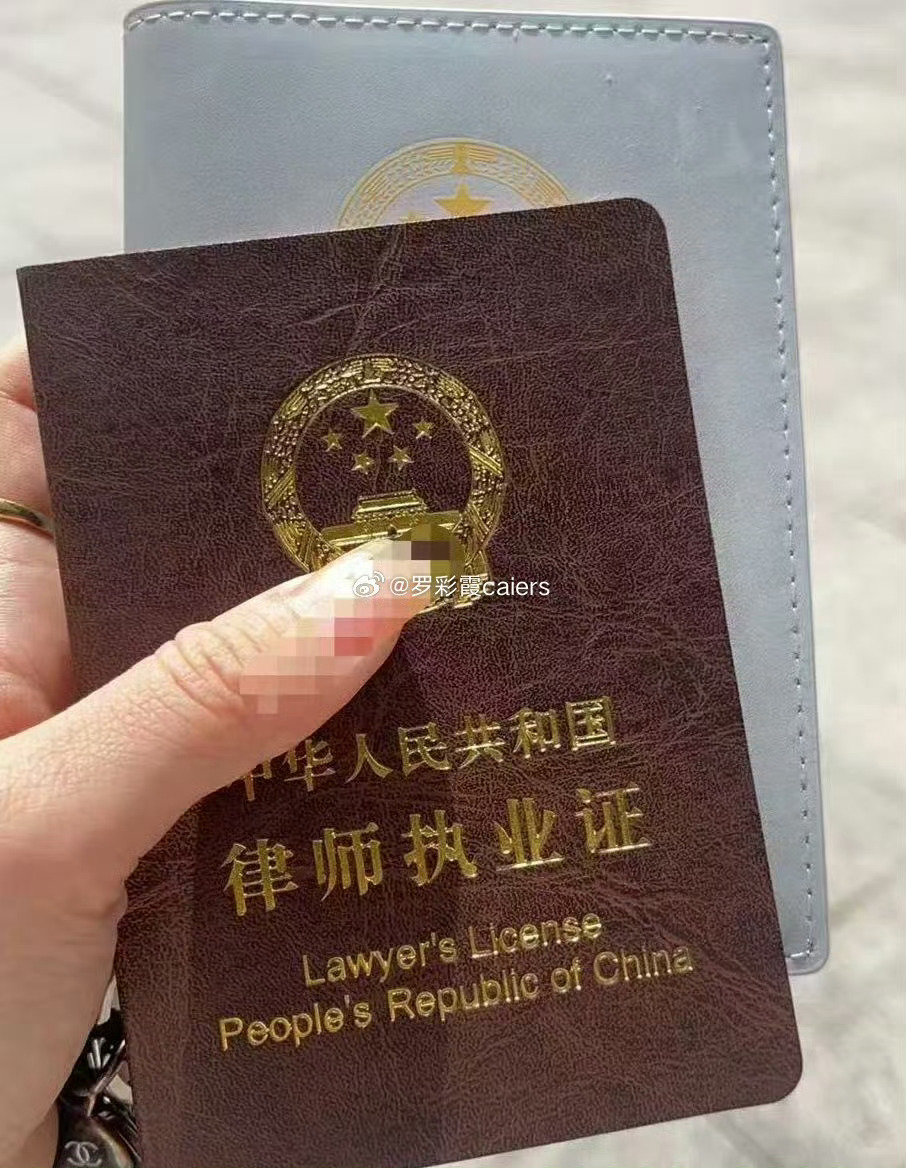 @罗彩霞caiers
中华人民共和国
律师执业证
Lawyer's License
People's Republic of China